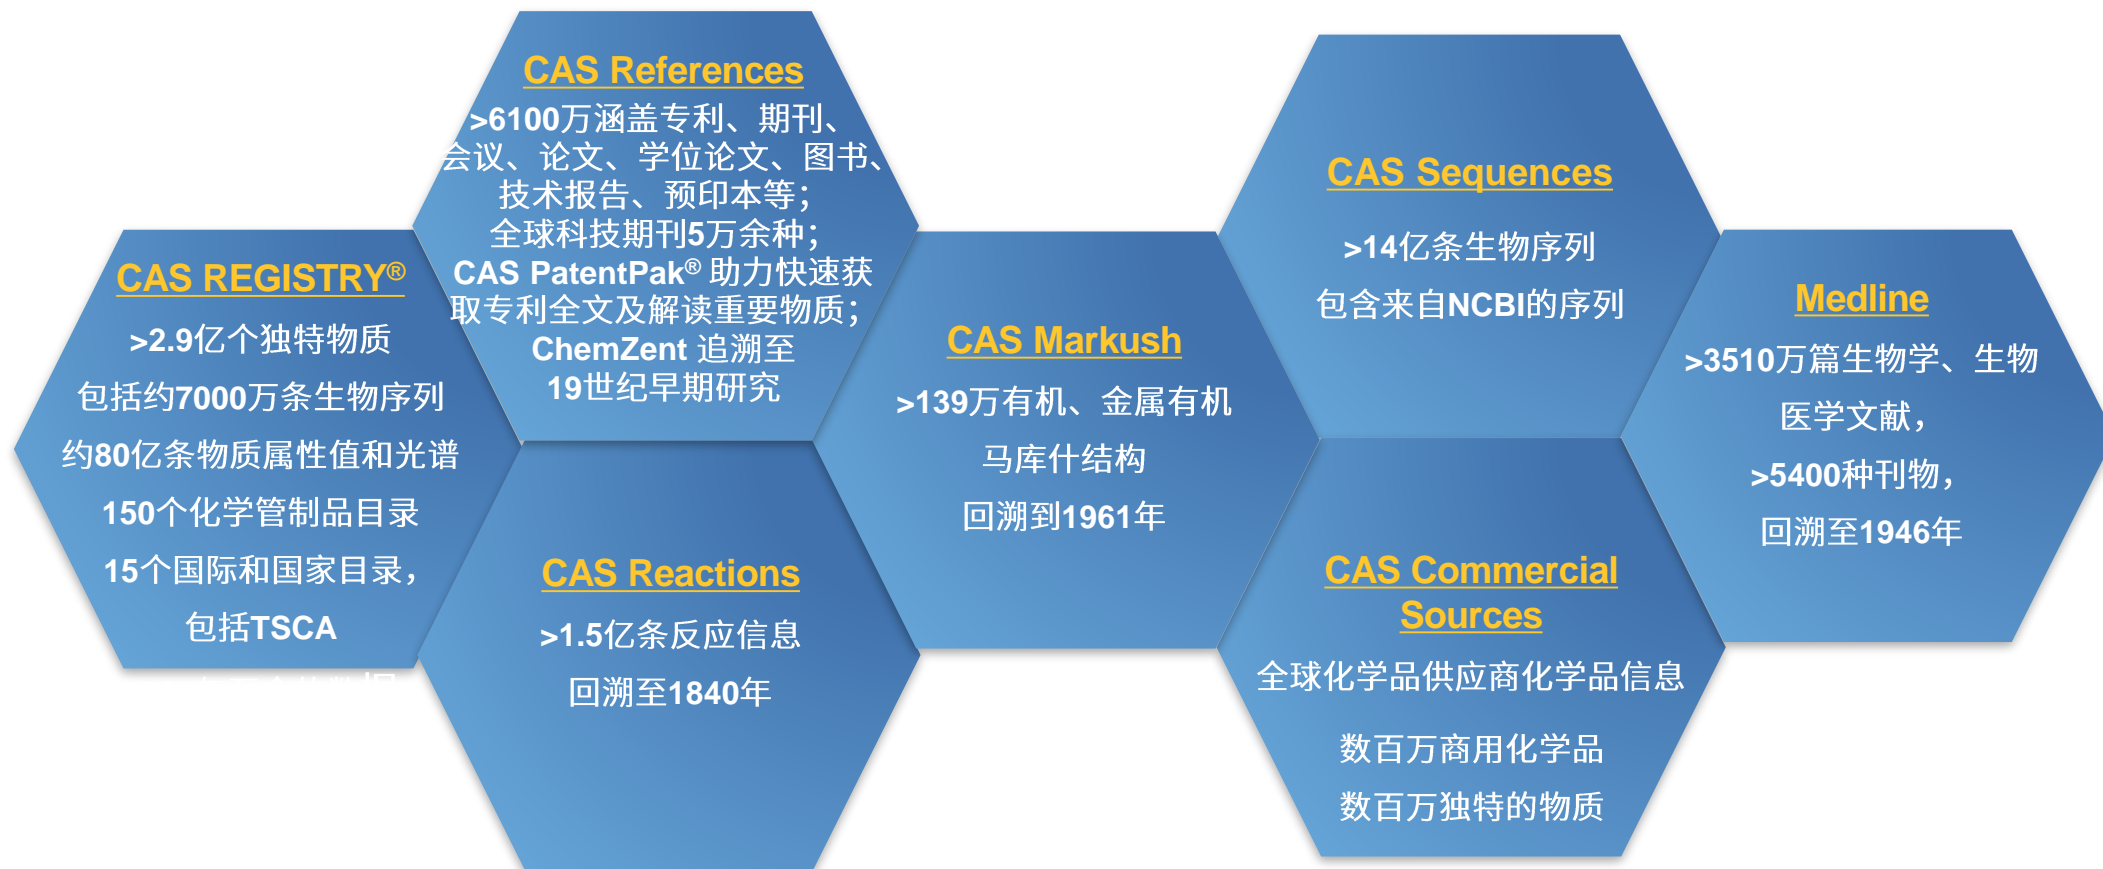 CAS REGISTRY®
>2.9亿个独特物质
包括约7000万条生物序列
约80亿条物质属性值和光谱
150个化学管制品目录
15个国际和国家目录，
包括TSCA
CAS References
>6100万涵盖专利、期刊、
会议、论文、学位论文、图书、
技术报告、预印本等；
全球科技期刊5万余种；
CAS PatentPak® 助力快速获
取专利全文及解读重要物质；
ChemZent 追溯至
19世纪早期研究
CAS Reactions
>1.5亿条反应信息
回溯至1840年
CAS Markush
>139万有机、金属有机
马库什结构
回溯到1961年
CAS Sequences
>14亿条生物序列
包含来自NCBI的序列
CAS Commercial
Sources
全球化学品供应商化学品信息
数百万商用化学品
数百万独特的物质
Medline
>3510万篇生物学、生物
医学文献，
>5400种刊物，
回溯至1946年